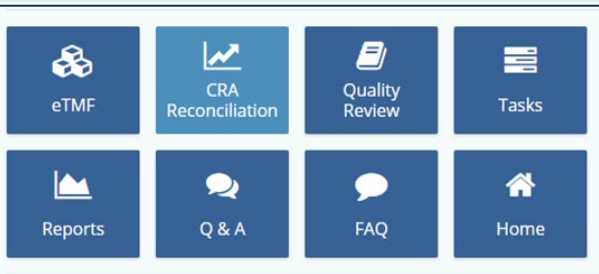 eTMF
CRA
Reconciliation
Quality
Review
Tasks
Reports
Q & A
FAQ
Home